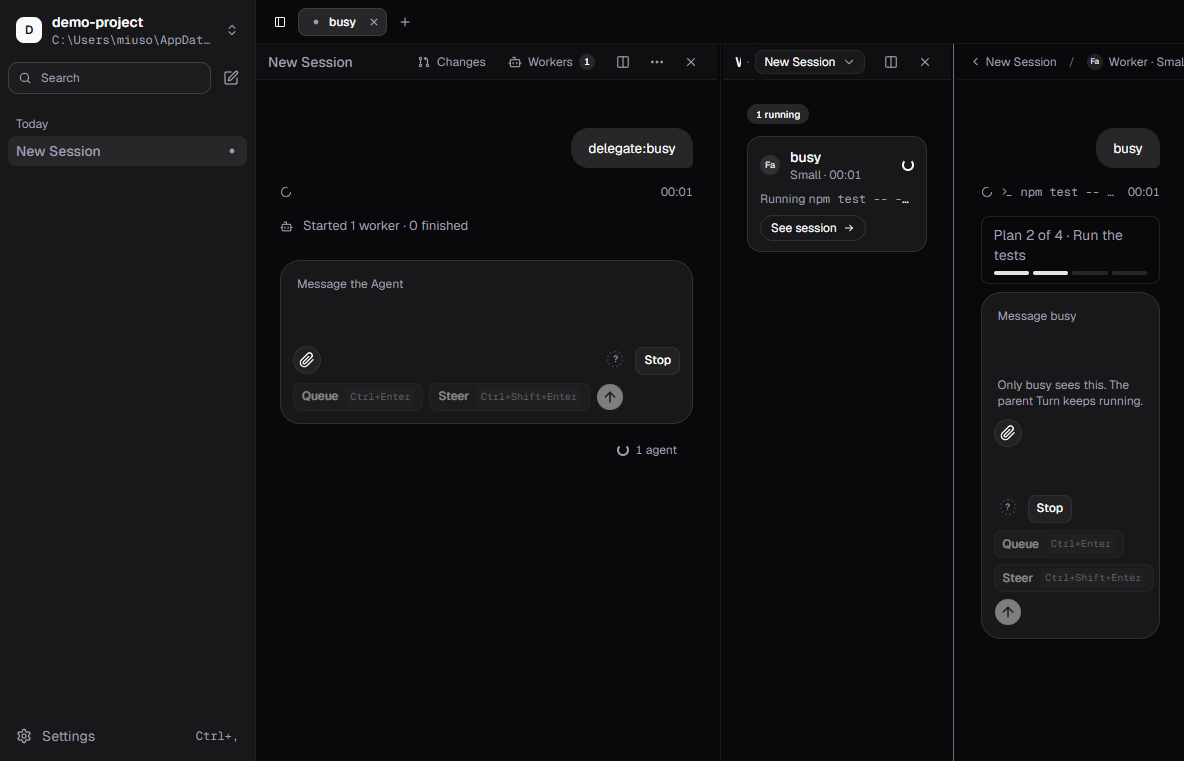 D
demo-project
C:\Users\miuso\AppDat…
Search
Today
New Session
Settings
Ctrl+,
busy
New Session
Changes
Workers 1
delegate:busy
00:01
Started 1 worker · 0 finished
Message the Agent
?
Stop
Queue Ctrl+Enter
Steer Ctrl+Shift+Enter
1 agent
New Session
1 running
Fa
busy
Small · 00:01
Running npm test -- -…
See session →
New Session / Fa Worker · Smal
busy
npm test -- … 00:01
Plan 2 of 4 · Run the
tests
Message busy
Only busy sees this. The
parent Turn keeps running.
?
Stop
Queue Ctrl+Enter
Steer Ctrl+Shift+Enter